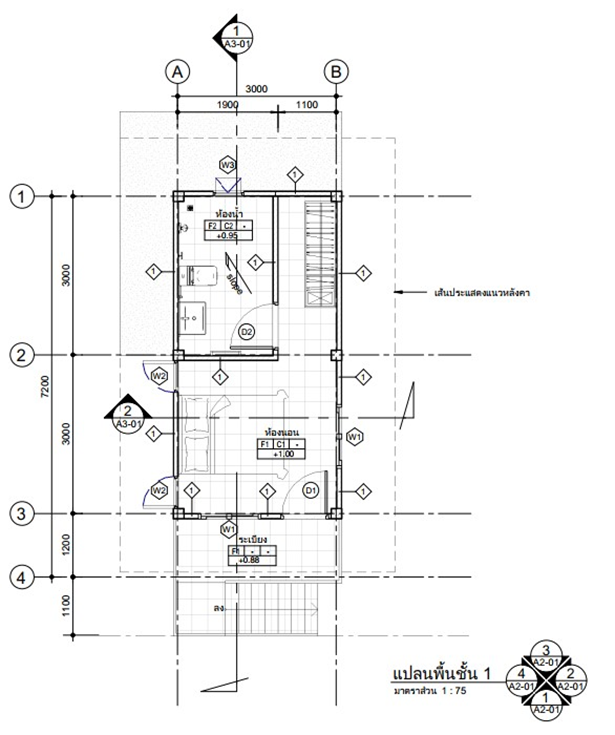 1
A3-01
A
B
3000
1900
1100
W3
1
1
ห้องน้ำ
F2 C2 -
+0.95
1
1
1
slope
3000
เส้นประแสดงแนวหลังคา
D2
2
7200
W2
1
1
2
A3-01
3000
ห้องนอน
F1 C1 -
+1.00
1
W1
W2
1
1
D1
1
3
W1
ระเบียง
F1 - -
+0.88
1200
4
1100
ลง
แปลนพื้นชั้น 1
มาตราส่วน 1 : 75
3
A2-01
4
A2-01
2
A2-01
1
A2-01